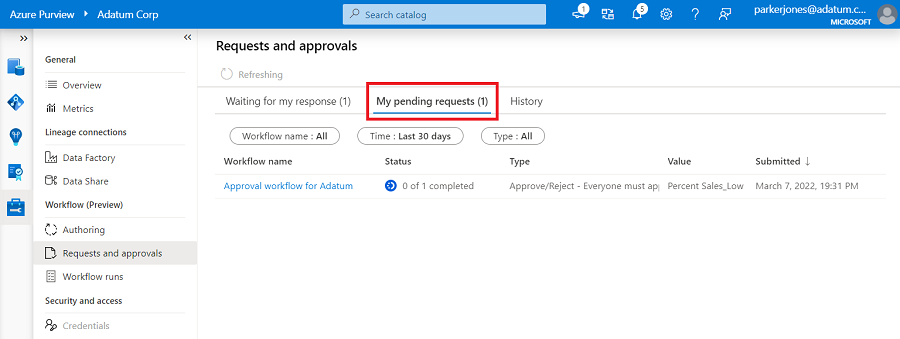 Azure Purview Adatum Corp Search catalog 1 5 parkerjones@adatum.c...
MICROSOFT
Requests and approvals
General
Refreshing
Overview
Waiting for my response (1) My pending requests (1) History
Metrics
Lineage connections
Workflow name : All Time : Last 30 days Type : All
Data Factory
Workflow name Status Type Value Submitted ↓
Data Share
Approval workflow for Adatum 0 of 1 completed Approve/Reject - Everyone must app Percent Sales_Low March 7, 2022, 19:31 PM
Workflow (Preview)
Authoring
Requests and approvals
Workflow runs
Security and access
Credentials